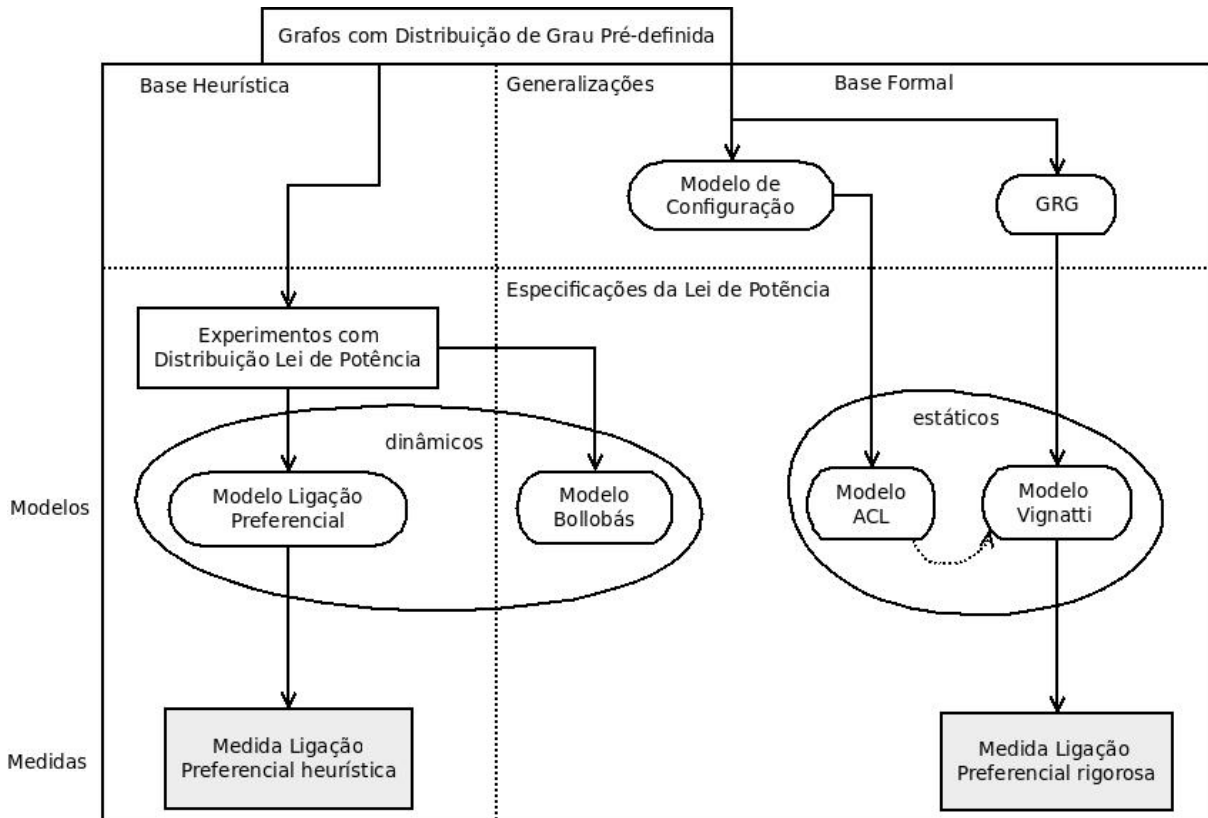 Grafos com Distribuição de Grau Pré-definida
Base Heurística
Generalizações
Base Formal
Modelo de
Configuração
GRG
Especificações da Lei de Potência
Experimentos com
Distribuição Lei de Potência
dinâmicos
estáticos
Modelos
Modelo Ligação
Preferencial
Modelo
Bollobás
Modelo
ACL
Modelo
Vignatti
Medidas
Medida Ligação
Preferencial heurística
Medida Ligação
Preferencial rigorosa